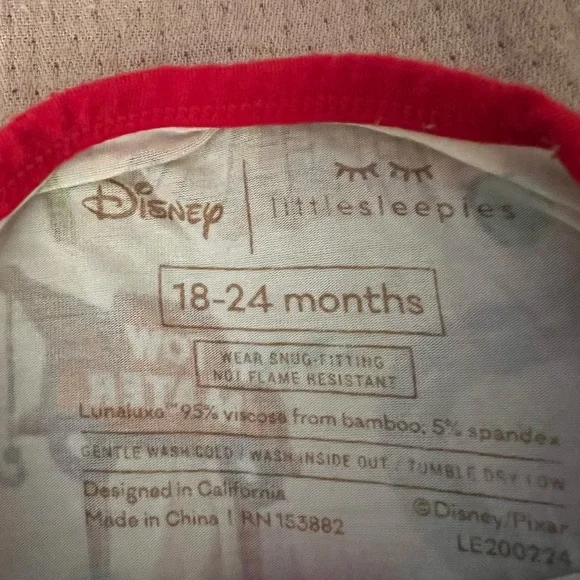 Disney | littlesleepies
18-24 months
WEAR SNUG-FITTING
NOT FLAME RESISTANT
Lunaluxe™ 95% viscose from bamboo, 5% spandex
GENTLE WASH COLD / WASH INSIDE OUT / TUMBLE DRY LOW
Designed in California
Made in China | RN 153882
©Disney/Pixar
LE200224